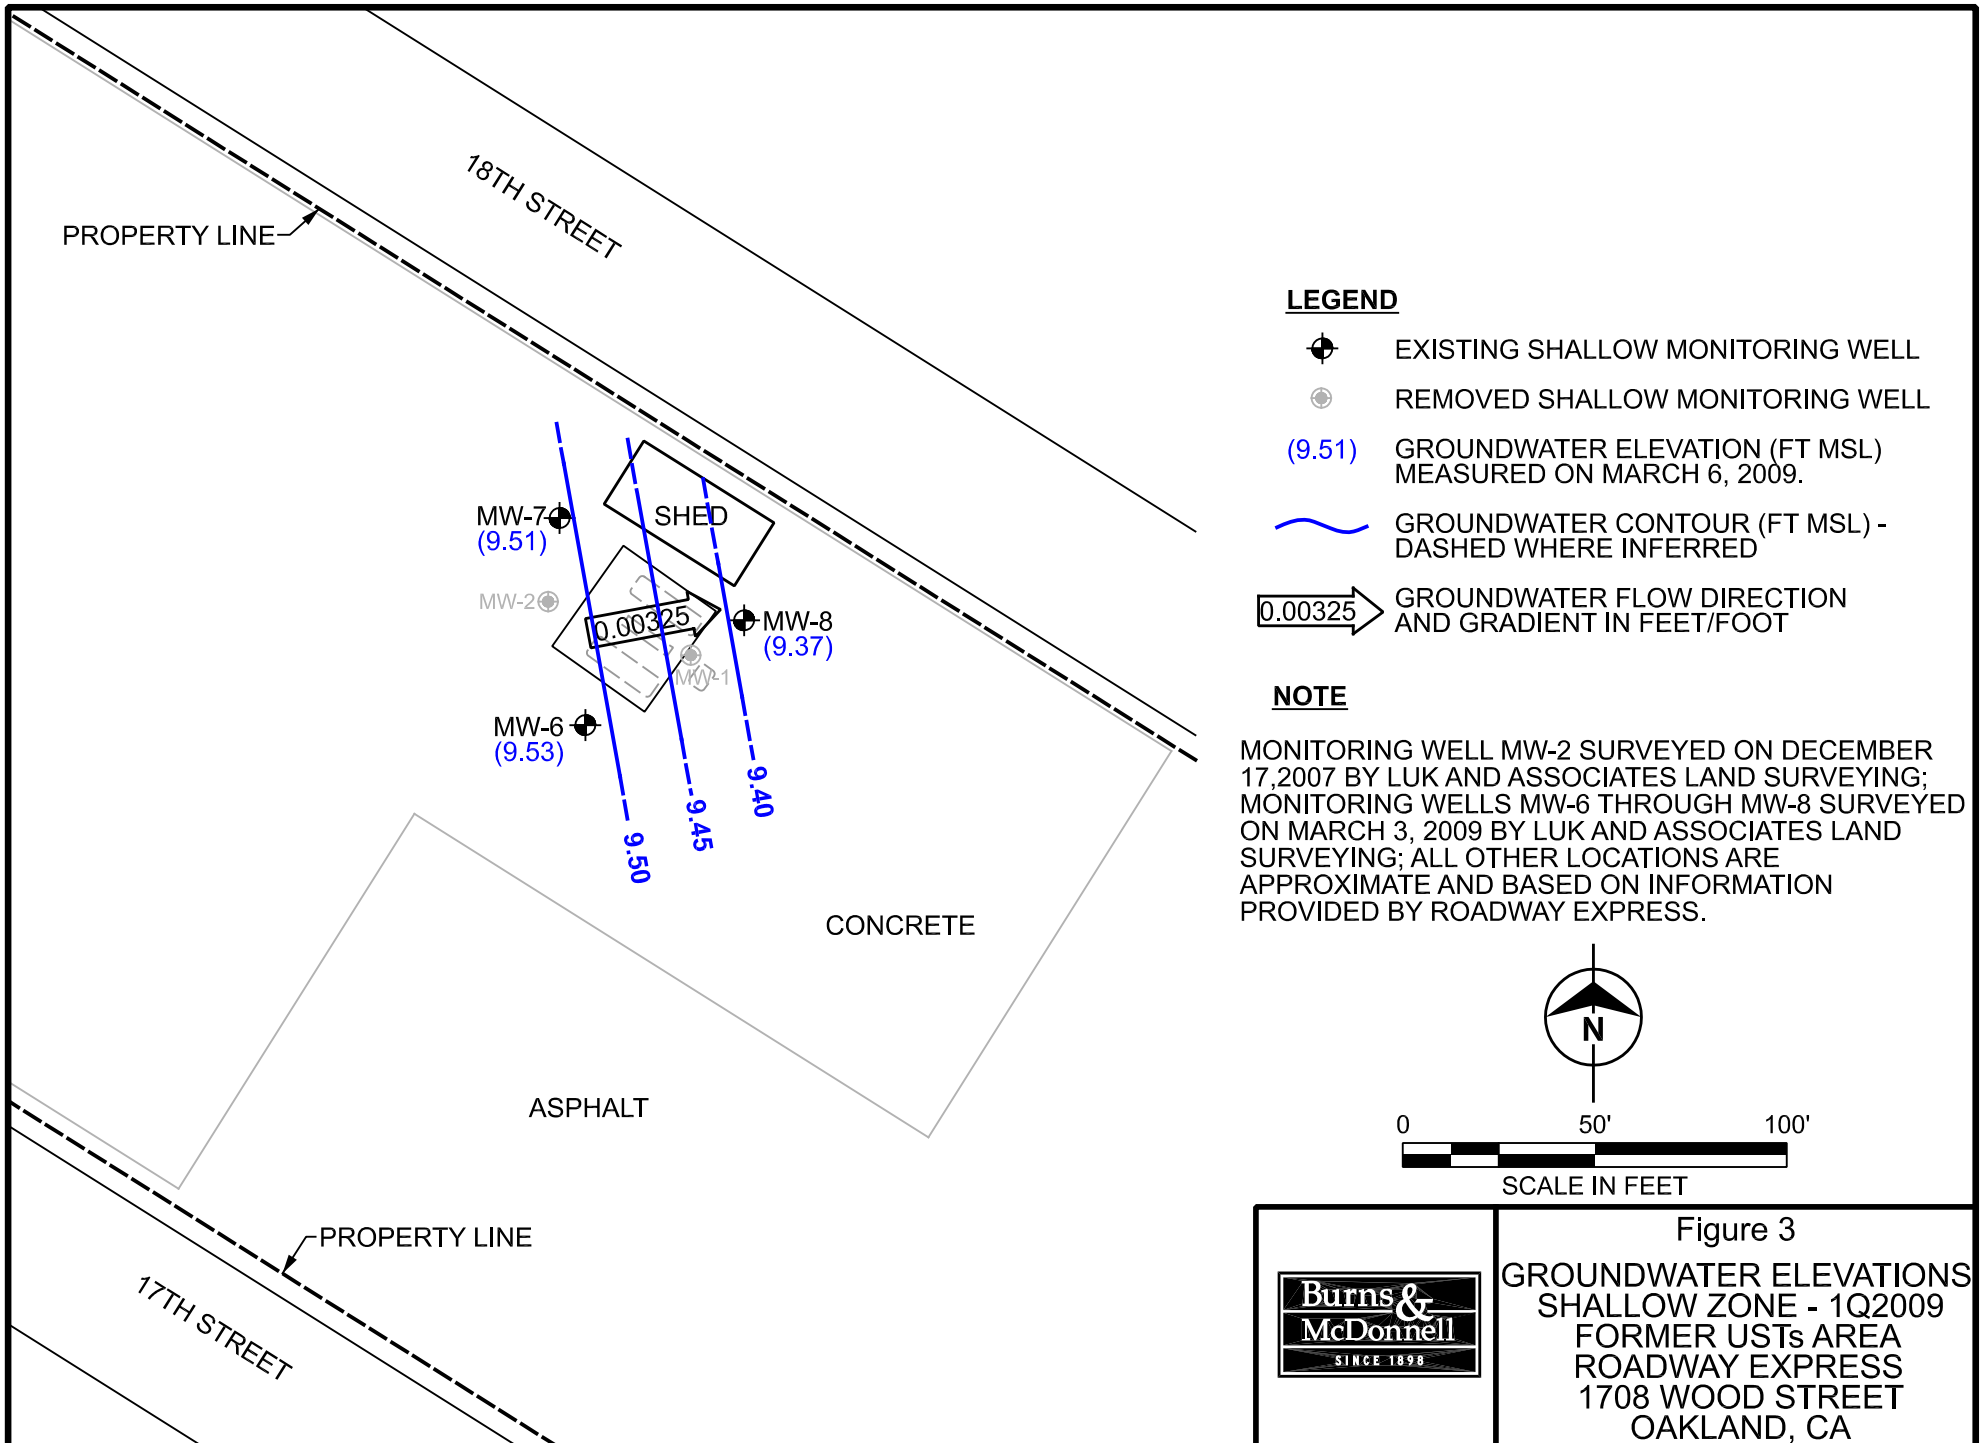 18TH STREET
PROPERTY LINE
SHED
MW-7
(9.51)
MW-2
0.00325
MW-8
(9.37)
MW-1
MW-6
(9.53)
9.40
9.45
9.50
CONCRETE
ASPHALT
PROPERTY LINE
17TH STREET
LEGEND
EXISTING SHALLOW MONITORING WELL
REMOVED SHALLOW MONITORING WELL
(9.51) GROUNDWATER ELEVATION (FT MSL)
MEASURED ON MARCH 6, 2009.
GROUNDWATER CONTOUR (FT MSL) -
DASHED WHERE INFERRED
0.00325 GROUNDWATER FLOW DIRECTION
AND GRADIENT IN FEET/FOOT
NOTE
MONITORING WELL MW-2 SURVEYED ON DECEMBER
17,2007 BY LUK AND ASSOCIATES LAND SURVEYING;
MONITORING WELLS MW-6 THROUGH MW-8 SURVEYED
ON MARCH 3, 2009 BY LUK AND ASSOCIATES LAND
SURVEYING; ALL OTHER LOCATIONS ARE
APPROXIMATE AND BASED ON INFORMATION
PROVIDED BY ROADWAY EXPRESS.
N
0 50' 100'
SCALE IN FEET
Burns &
McDonnell
SINCE 1898
Figure 3
GROUNDWATER ELEVATIONS
SHALLOW ZONE - 1Q2009
FORMER USTs AREA
ROADWAY EXPRESS
1708 WOOD STREET
OAKLAND, CA